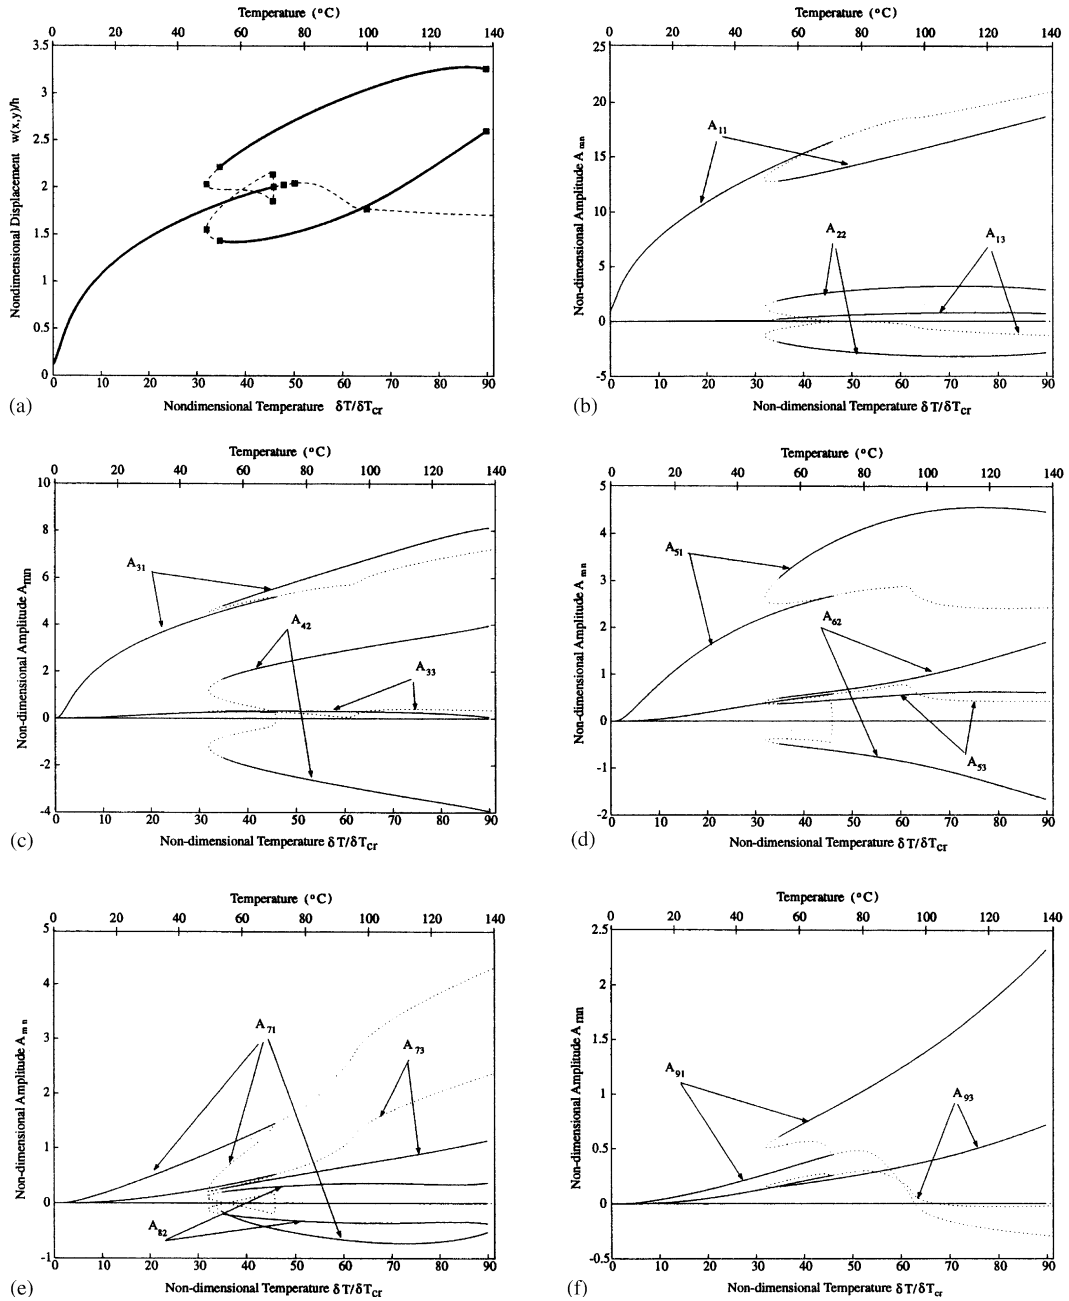 Temperature (°C)
0 20 40 60 80 100 120 140
3.5
3
2.5
2
1.5
1
0.5
0
Nondimensional Displacement w(x,y)/h
0 10 20 30 40 50 60 70 80 90
Nondimensional Temperature δT/δTcr
(a)
Temperature (°C)
0 20 40 60 80 100 120 140
25
20
15
10
5
0
-5
Non-dimensional Amplitude A mn
A11
A22
A13
0 10 20 30 40 50 60 70 80 90
Non-dimensional Temperature δT/δTcr
(b)
Temperature (°C)
0 20 40 60 80 100 120 140
10
8
6
4
2
0
-2
-4
Non-dimensional Amplitude Amn
A31
A42
A33
0 10 20 30 40 50 60 70 80 90
Non-dimensional Temperature δT/δTcr
(c)
Temperature (°C)
0 20 40 60 80 100 120 140
5
4
3
2
1
0
-1
-2
Non-dimensional Amplitude A mn
A51
A62
A53
0 10 20 30 40 50 60 70 80 90
Non-dimensional Temperature δT/δTcr
(d)
Temperature (°C)
0 20 40 60 80 100 120 140
5
4
3
2
1
0
-1
Non-dimensional Amplitude A mn
A71
A73
A82
0 10 20 30 40 50 60 70 80 90
Non-dimensional Temperature δT/δTcr
(e)
Temperature (°C)
0 20 40 60 80 100 120 140
2.5
2
1.5
1
0.5
0
-0.5
Non-dimensional Amplitude A mn
A91
A93
0 10 20 30 40 50 60 70 80 90
Non-dimensional Temperature δT/δTcr
(f)